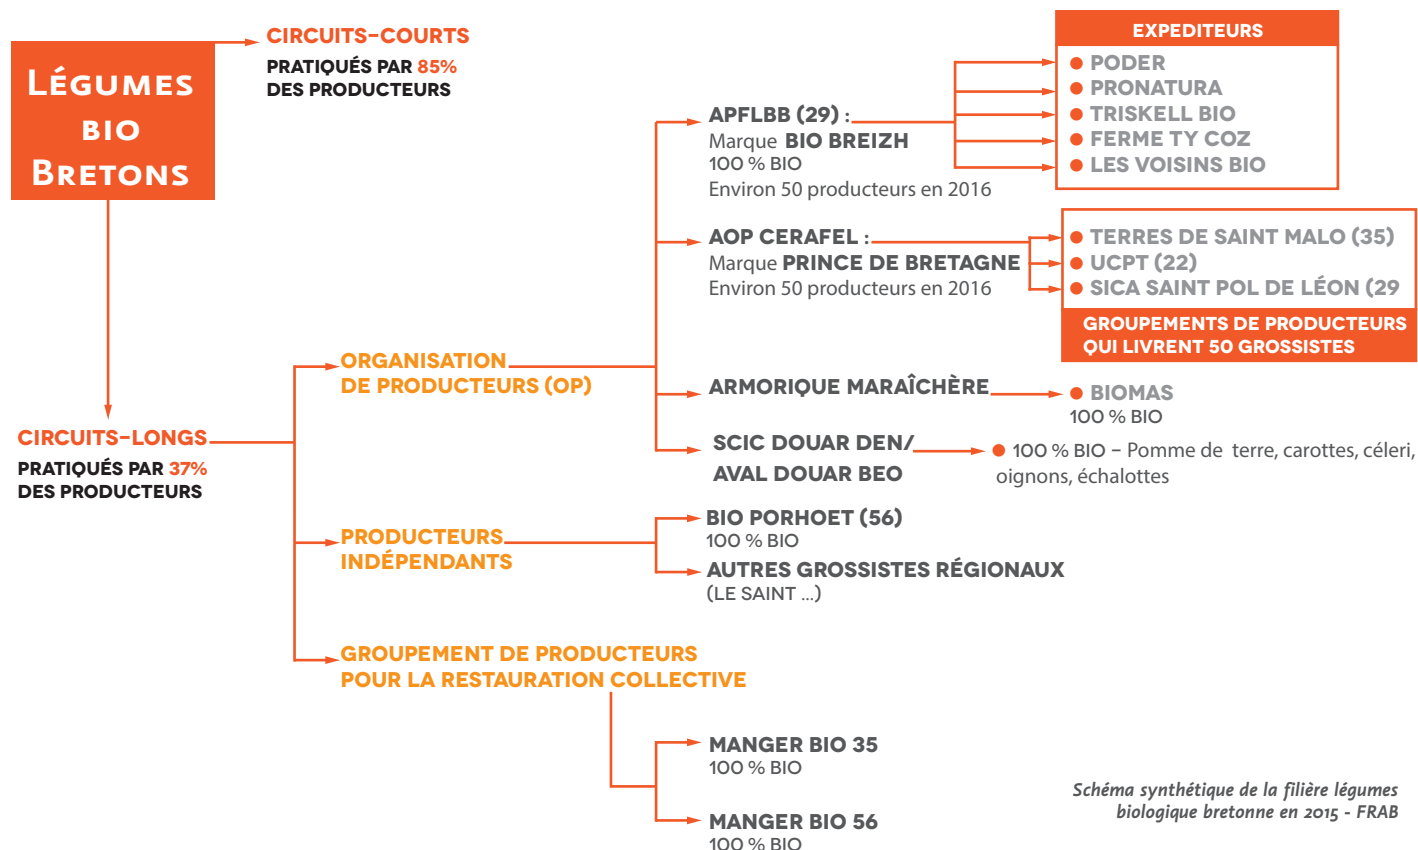 LÉGUMES
BIO
BRETONS
CIRCUITS-COURTS
PRATIQUÉS PAR 85%
DES PRODUCTEURS
CIRCUITS-LONGS
PRATIQUÉS PAR 37%
DES PRODUCTEURS
ORGANISATION
DE PRODUCTEURS (OP)
APFLBB (29) :
Marque BIO BREIZH
100 % BIO
Environ 50 producteurs en 2016
EXPEDITEURS
PODER
PRONATURA
TRISKELL BIO
FERME TY COZ
LES VOISINS BIO
AOP CERAFEL :
Marque PRINCE DE BRETAGNE
Environ 50 producteurs en 2016
TERRES DE SAINT MALO (35)
UCPT (22)
SICA SAINT POL DE LÉON (29
GROUPEMENTS DE PRODUCTEURS
QUI LIVRENT 50 GROSSISTES
ARMORIQUE MARAÎCHÈRE
BIOMAS
100 % BIO
SCIC DOUAR DEN/
AVAL DOUAR BEO
100 % BIO – Pomme de terre, carottes, céleri,
oignons, échalottes
PRODUCTEURS
INDÉPENDANTS
BIO PORHOET (56)
100 % BIO
AUTRES GROSSISTES RÉGIONAUX
(LE SAINT ...)
GROUPEMENT DE PRODUCTEURS
POUR LA RESTAURATION COLLECTIVE
MANGER BIO 35
100 % BIO
MANGER BIO 56
100 % BIO
Schéma synthétique de la filière légumes
biologique bretonne en 2015 - FRAB